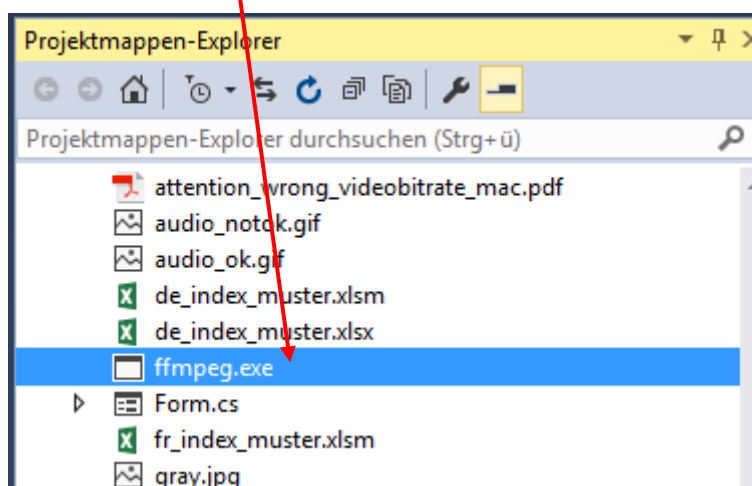 Projektmappen-Explorer
Projektmappen-Explorer durchsuchen (Strg+ü)
attention_wrong_videobitrate_mac.pdf
audio_notok.gif
audio_ok.gif
de_index_muster.xlsm
de_index_muster.xlsx
ffmpeg.exe
Form.cs
fr_index_muster.xlsm
gray.jpg